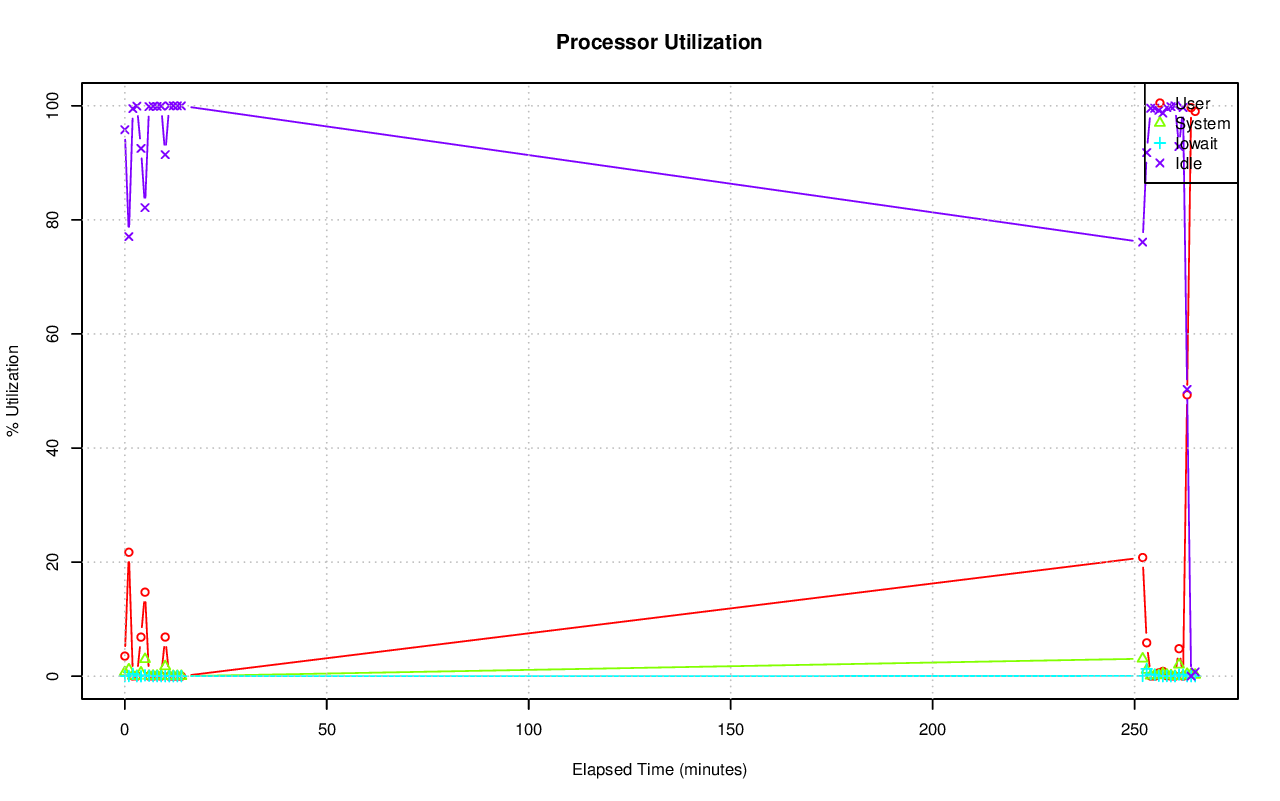 Processor Utilization
% Utilization
100
80
60
40
20
0
User
System
Iowait
Idle
0 50 100 150 200 250
Elapsed Time (minutes)